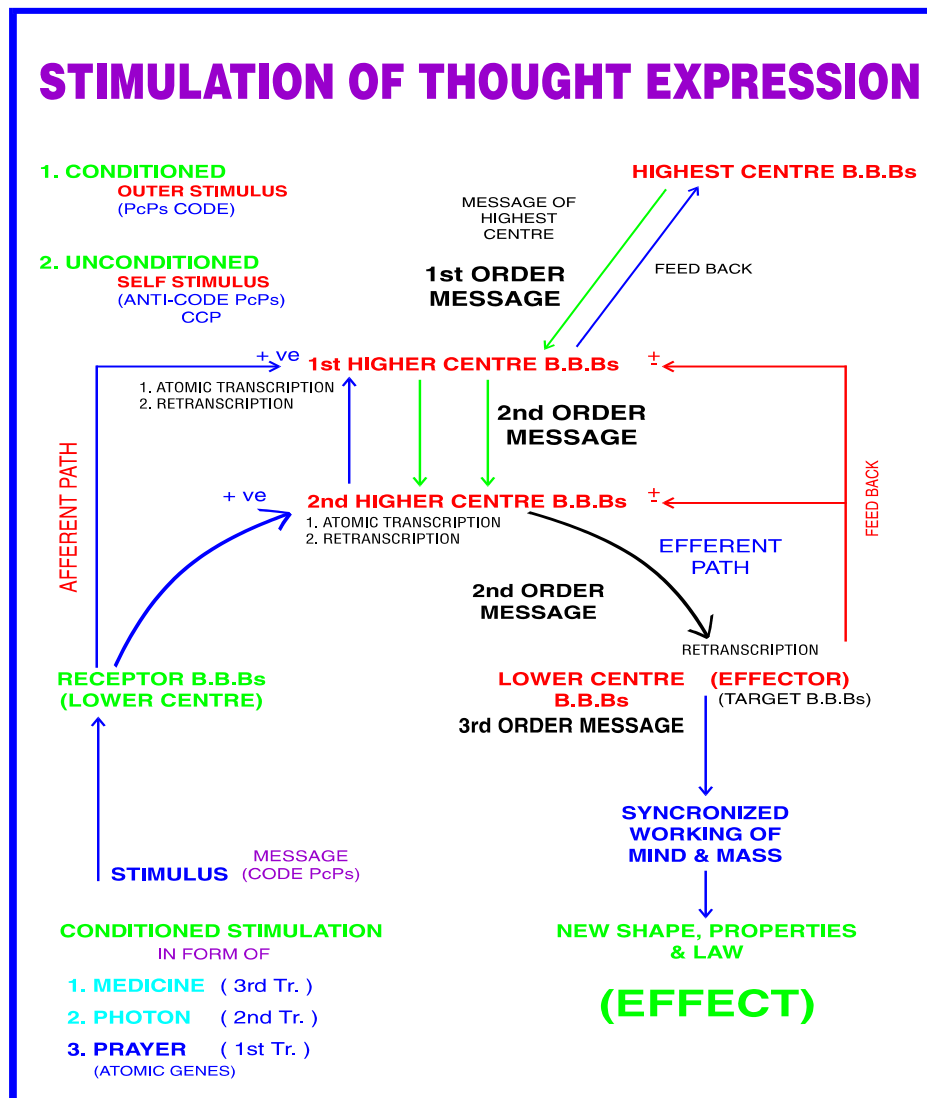 STIMULATION OF THOUGHT EXPRESSION
1. CONDITIONED
OUTER STIMULUS
(PcPs CODE)
2. UNCONDITIONED
SELF STIMULUS
(ANTI-CODE PcPs)
CCP
HIGHEST CENTRE B.B.Bs
MESSAGE OF
HIGHEST
CENTRE
1st ORDER
MESSAGE
FEED BACK
+ ve
1st HIGHER CENTRE B.B.Bs
+
-
1. ATOMIC TRANSCRIPTION
2. RETRANSCRIPTION
2nd ORDER
MESSAGE
AFFERENT PATH
FEED BACK
+ ve
2nd HIGHER CENTRE B.B.Bs
+
-
1. ATOMIC TRANSCRIPTION
2. RETRANSCRIPTION
EFFERENT
PATH
2nd ORDER
MESSAGE
RETRANSCRIPTION
RECEPTOR B.B.Bs
(LOWER CENTRE)
LOWER CENTRE (EFFECTOR)
B.B.Bs (TARGET B.B.Bs)
3rd ORDER MESSAGE
SYNCRONIZED
WORKING OF
MIND & MASS
STIMULUS
MESSAGE
(CODE PcPs)
CONDITIONED STIMULATION
IN FORM OF
1. MEDICINE ( 3rd Tr. )
2. PHOTON ( 2nd Tr. )
3. PRAYER ( 1st Tr. )
(ATOMIC GENES)
NEW SHAPE, PROPERTIES
& LAW
(EFFECT)